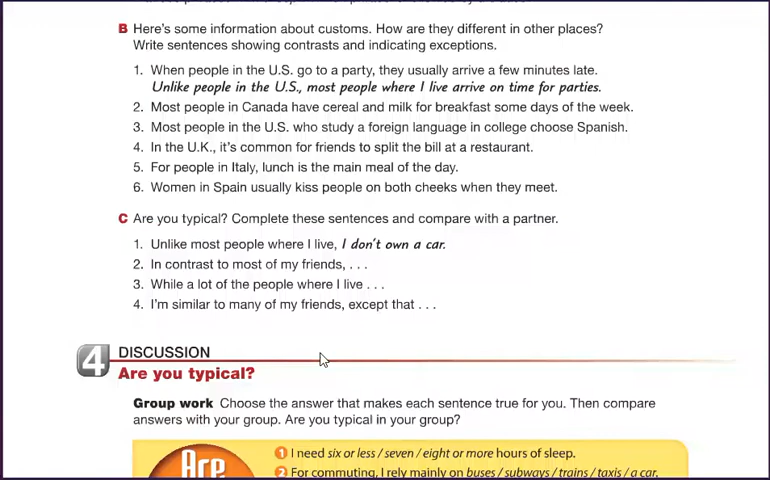 B Here's some information about customs. How are they different in other places?
Write sentences showing contrasts and indicating exceptions.
1. When people in the U.S. go to a party, they usually arrive a few minutes late.
Unlike people in the U.S., most people where I live arrive on time for parties.
2. Most people in Canada have cereal and milk for breakfast some days of the week.
3. Most people in the U.S. who study a foreign language in college choose Spanish.
4. In the U.K., it's common for friends to split the bill at a restaurant.
5. For people in Italy, lunch is the main meal of the day.
6. Women in Spain usually kiss people on both cheeks when they meet.
C Are you typical? Complete these sentences and compare with a partner.
1. Unlike most people where I live, I don't own a car.
2. In contrast to most of my friends, . . .
3. While a lot of the people where I live . . .
4. I'm similar to many of my friends, except that . . .
4 DISCUSSION
Are you typical?
Group work Choose the answer that makes each sentence true for you. Then compare
answers with your group. Are you typical in your group?
Are
1 I need six or less / seven / eight or more hours of sleep.
2 For commuting, I rely mainly on buses / subways / trains / taxis / a car.